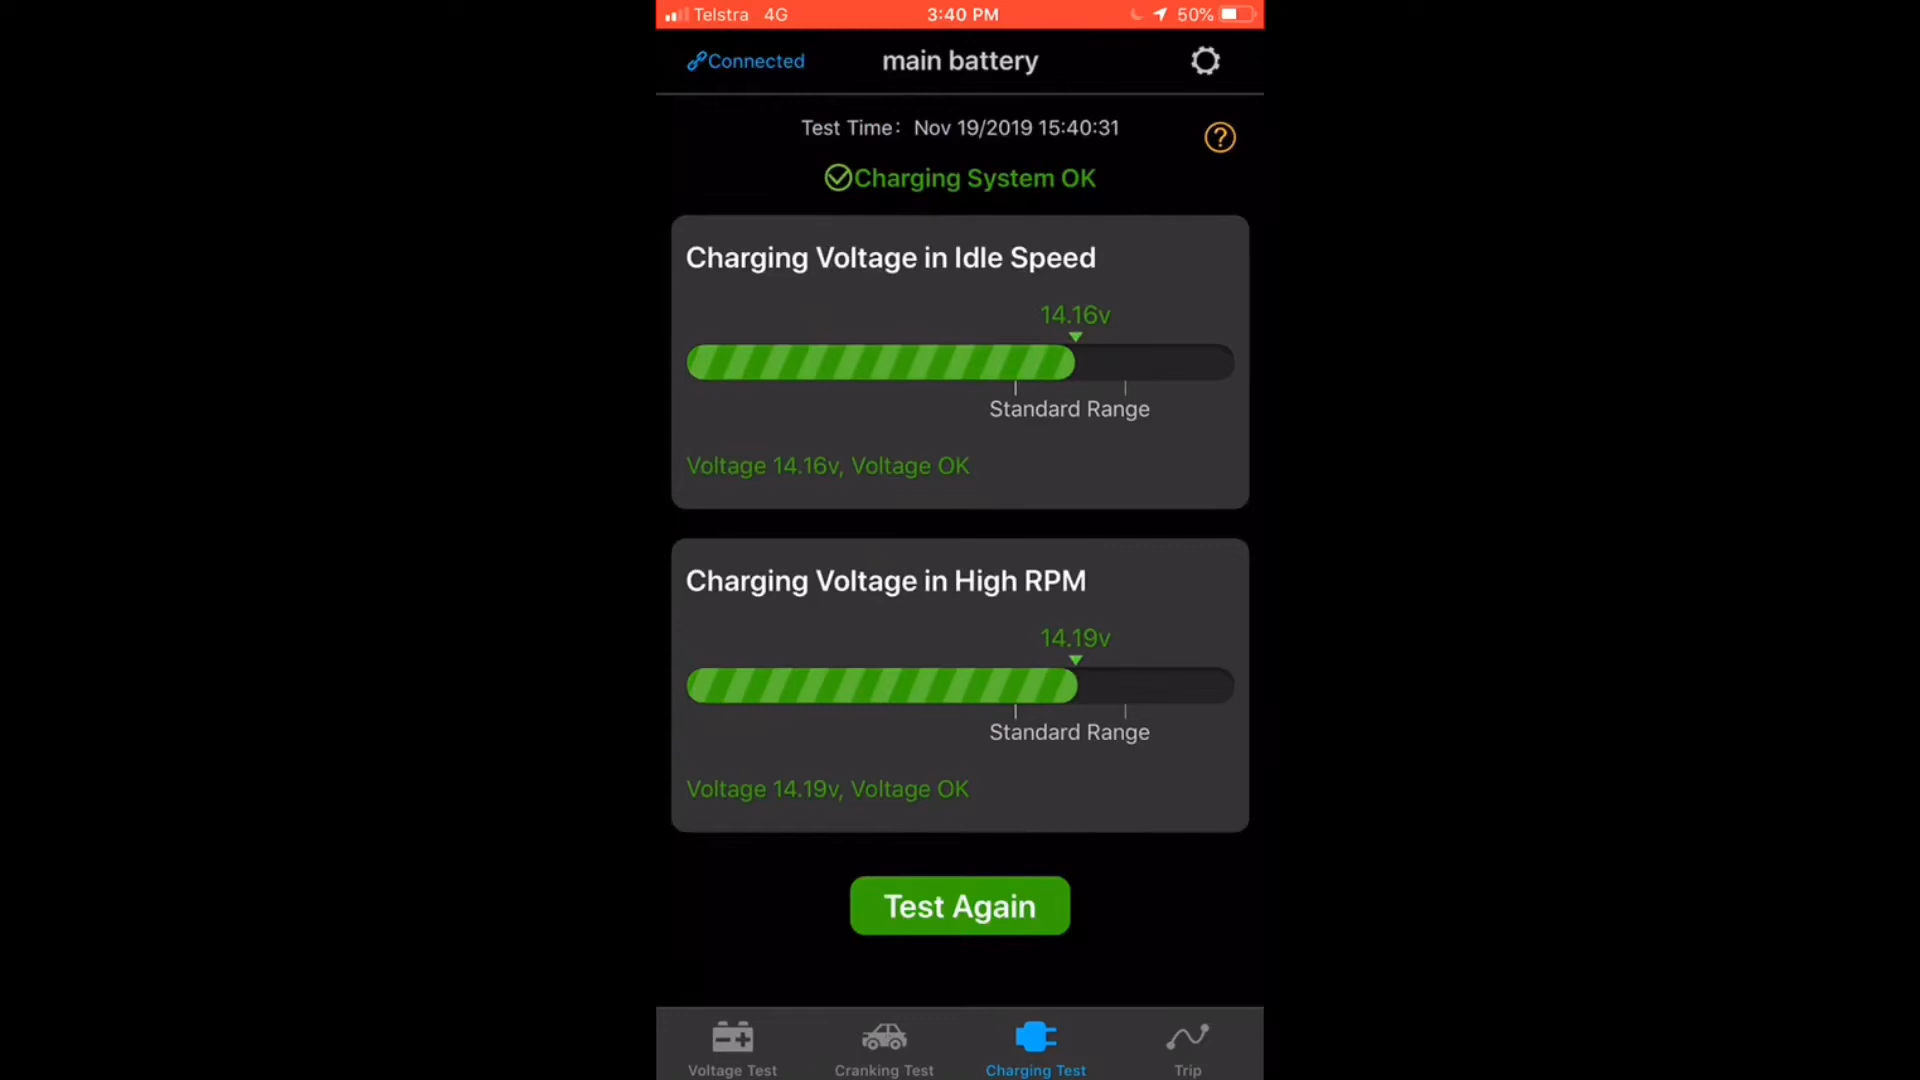 Telstra 4G 3:40 PM 50%
Connected main battery
Test Time: Nov 19/2019 15:40:31
?
Charging System OK
Charging Voltage in Idle Speed
14.16v
Standard Range
Voltage 14.16v, Voltage OK
Charging Voltage in High RPM
14.19v
Standard Range
Voltage 14.19v, Voltage OK
Test Again
Voltage Test Cranking Test Charging Test Trip